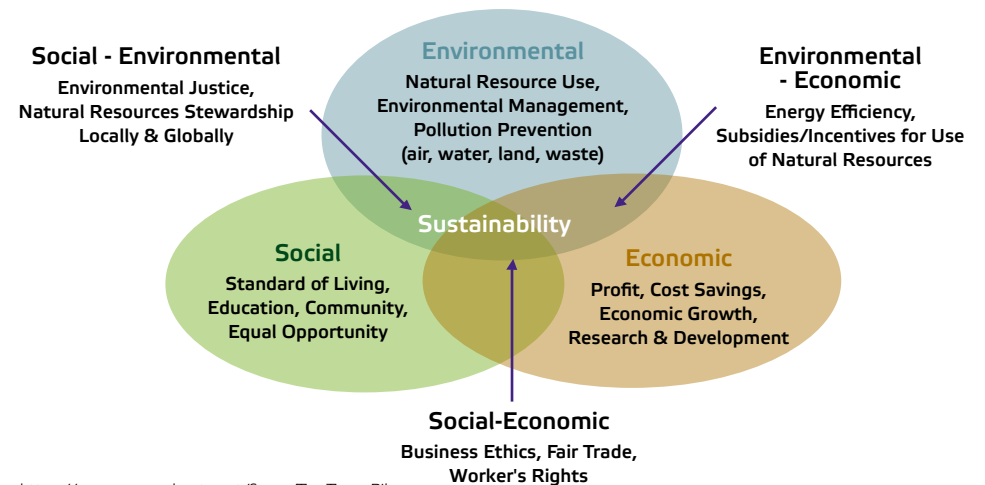 Social - Environmental
Environmental Justice,
Natural Resources Stewardship
Locally & Globally
Environmental
Natural Resource Use,
Environmental Management,
Pollution Prevention
(air, water, land, waste)
Environmental
- Economic
Energy Efficiency,
Subsidies/Incentives for Use
of Natural Resources
Sustainability
Social
Standard of Living,
Education, Community,
Equal Opportunity
Economic
Profit, Cost Savings,
Economic Growth,
Research & Development
Social-Economic
Business Ethics, Fair Trade,
Worker's Rights